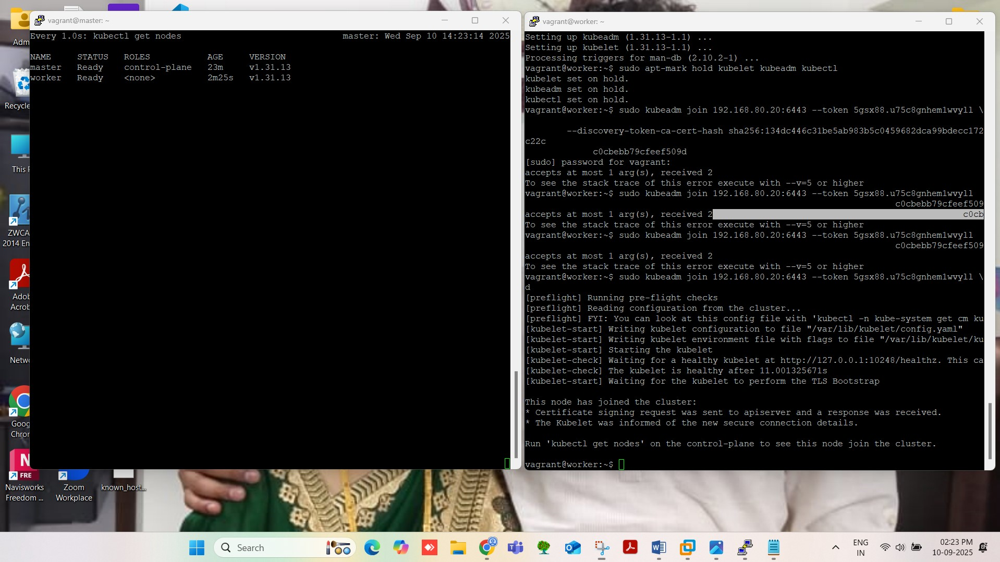 vagrant@master: ~
Every 1.0s: kubectl get nodes master: Wed Sep 10 14:23:14 2025
NAME STATUS ROLES AGE VERSION
master Ready control-plane 23m v1.31.13
worker Ready <none> 2m25s v1.31.13
vagrant@worker: ~
Setting up kubeadm (1.31.13-1.1) ...
Setting up kubelet (1.31.13-1.1) ...
Processing triggers for man-db (2.10.2-1) ...
vagrant@worker:~$ sudo apt-mark hold kubelet kubeadm kubectl
kubelet set on hold.
kubeadm set on hold.
kubectl set on hold.
vagrant@worker:~$ sudo kubeadm join 192.168.80.20:6443 --token 5gsx88.u75c8gnhem1wvyll \
--discovery-token-ca-cert-hash sha256:134dc446c31be5ab983b5c0459682dca99bdecc172
c22c
c0cbebb79cfeef509d
[sudo] password for vagrant:
accepts at most 1 arg(s), received 2
To see the stack trace of this error execute with --v=5 or higher
vagrant@worker:~$ sudo kubeadm join 192.168.80.20:6443 --token 5gsx88.u75c8gnhem1wvyll
c0cbebb79cfeef509
accepts at most 1 arg(s), received 2 c0cb
To see the stack trace of this error execute with --v=5 or higher
vagrant@worker:~$ sudo kubeadm join 192.168.80.20:6443 --token 5gsx88.u75c8gnhem1wvyll
c0cbebb79cfeef509
accepts at most 1 arg(s), received 2
To see the stack trace of this error execute with --v=5 or higher
vagrant@worker:~$ sudo kubeadm join 192.168.80.20:6443 --token 5gsx88.u75c8gnhem1wvyll \
d
[preflight] Running pre-flight checks
[preflight] Reading configuration from the cluster...
[preflight] FYI: You can look at this config file with 'kubectl -n kube-system get cm ku
[kubelet-start] Writing kubelet configuration to file "/var/lib/kubelet/config.yaml"
[kubelet-start] Writing kubelet environment file with flags to file "/var/lib/kubelet/ku
[kubelet-start] Starting the kubelet
[kubelet-check] Waiting for a healthy kubelet at http://127.0.0.1:10248/healthz. This ca
[kubelet-check] The kubelet is healthy after 11.001325671s
[kubelet-start] Waiting for the kubelet to perform the TLS Bootstrap
This node has joined the cluster:
* Certificate signing request was sent to apiserver and a response was received.
* The Kubelet was informed of the new secure connection details.
Run 'kubectl get nodes' on the control-plane to see this node join the cluster.
vagrant@worker:~$
Adm
Recycle
This
ZWCA
2014 En
Adob
Acrob
Netwo
Goog
Chron
N
FRE
Navisworks
Freedom ...
Zoom
Workplace
known_host...
Search
ENG
IN
02:23 PM
10-09-2025